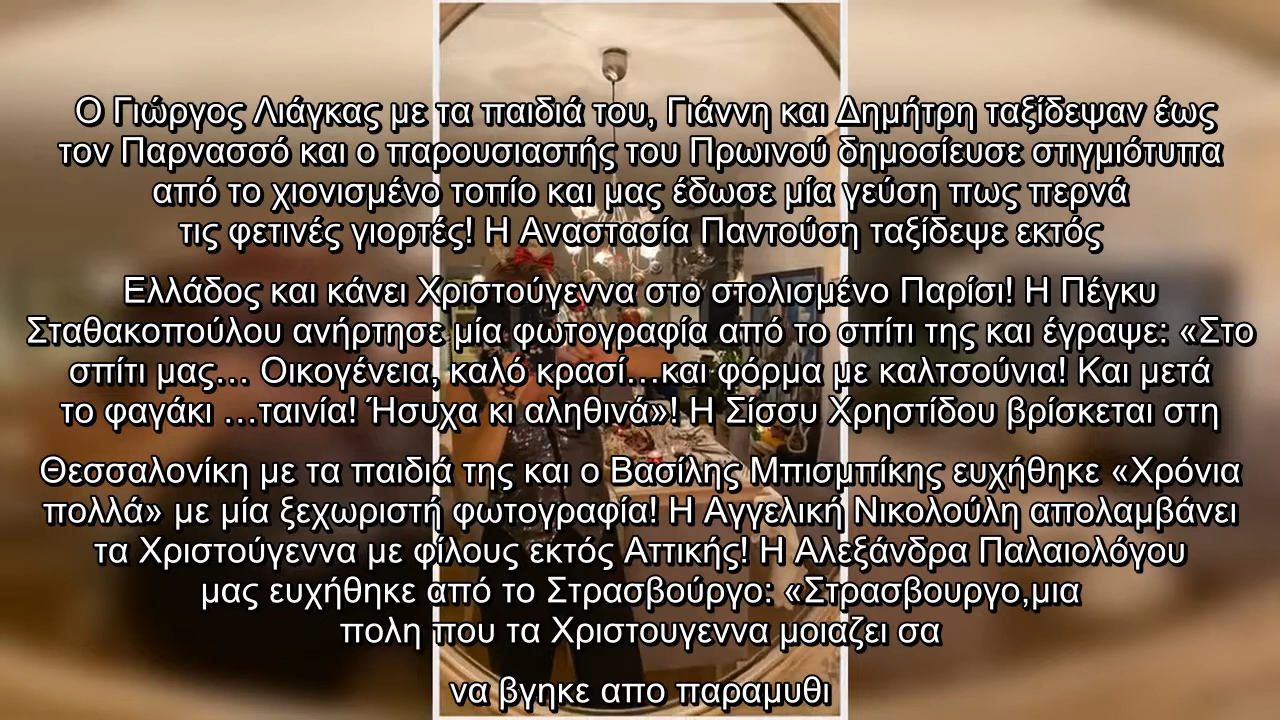 Ο Γιώργος Λιάγκας με τα παιδιά του, Γιάννη και Δημήτρη ταξίδεψαν έως
τον Παρνασσό και ο παρουσιαστής του Πρωινού δημοσίευσε στιγμιότυπα
από το χιονισμένο τοπίο και μας έδωσε μία γεύση πως περνά
τις φετινές γιορτές! Η Αναστασία Παντούση ταξίδεψε εκτός
Ελλάδος και κάνει Χριστούγεννα στο στολισμένο Παρίσι! Η Πέγκυ
Σταθακοπούλου ανήρτησε μία φωτογραφία από το σπίτι της και έγραψε: «Στο
σπίτι μας… Οικογένεια, καλό κρασί…και φόρμα με καλτσούνια! Και μετά
το φαγάκι …ταινία! Ήσυχα κι αληθινά»! Η Σίσσυ Χρηστίδου βρίσκεται στη
Θεσσαλονίκη με τα παιδιά της και ο Βασίλης Μπισμπίκης ευχήθηκε «Χρόνια
πολλά» με μία ξεχωριστή φωτογραφία! Η Αγγελική Νικολούλη απολαμβάνει
τα Χριστούγεννα με φίλους εκτός Αττικής! Η Αλεξάνδρα Παλαιολόγου
μας ευχήθηκε από το Στρασβούργο: «Στρασβουργο,μια
πολη που τα Χριστουγεννα μοιαζει σα
να βγηκε απο παραμυθι